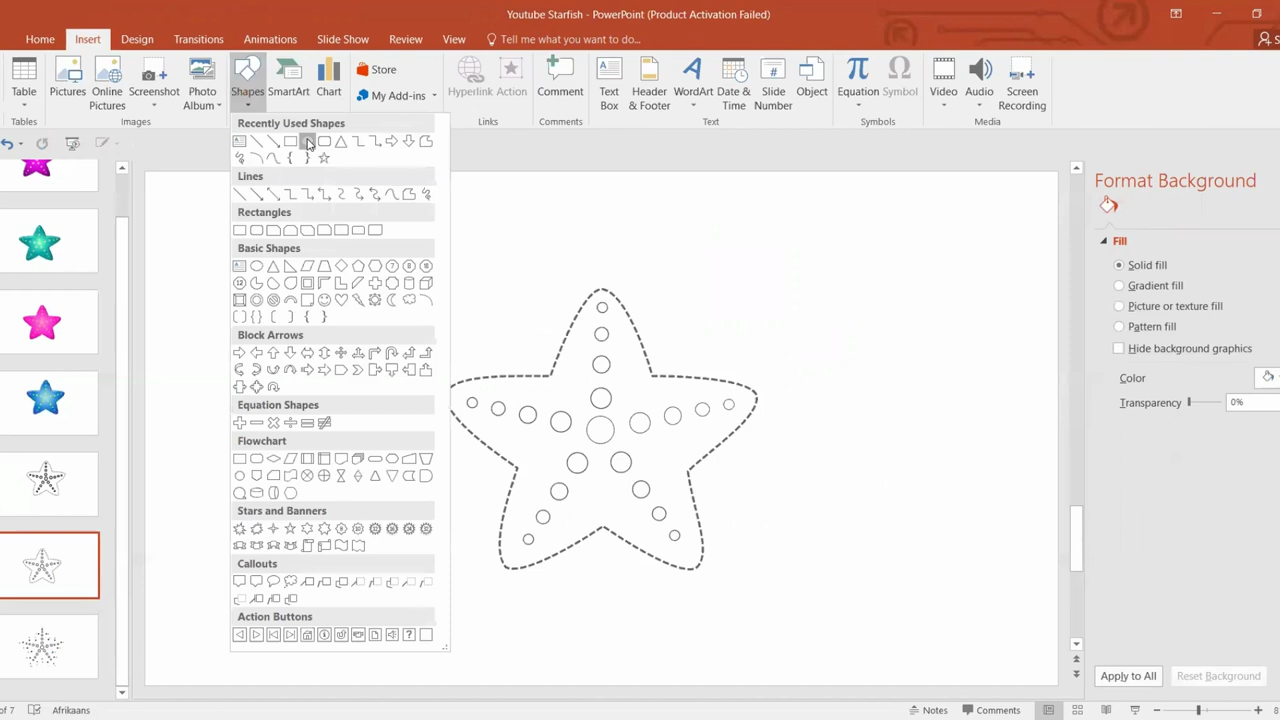 Youtube Starfish - PowerPoint (Product Activation Failed)
Home Insert Design Transitions Animations Slide Show Review View Tell me what you want to do...
Table
Pictures
Online Pictures
Screenshot
Photo Album
Shapes
SmartArt
Chart
Store
My Add-ins
Hyperlink
Action
Comment
Text Box
Header & Footer
WordArt
Date & Time
Slide Number
Object
Equation
Symbol
Video
Audio
Screen Recording
Tables Images Links Comments Text Symbols Media
Recently Used Shapes
Lines
Rectangles
Basic Shapes
Block Arrows
Equation Shapes
Flowchart
Stars and Banners
Callouts
Action Buttons
Format Background
Fill
Solid fill
Gradient fill
Picture or texture fill
Pattern fill
Hide background graphics
Color
Transparency 0%
Apply to All Reset Background
of 7 Afrikaans Notes Comments 8